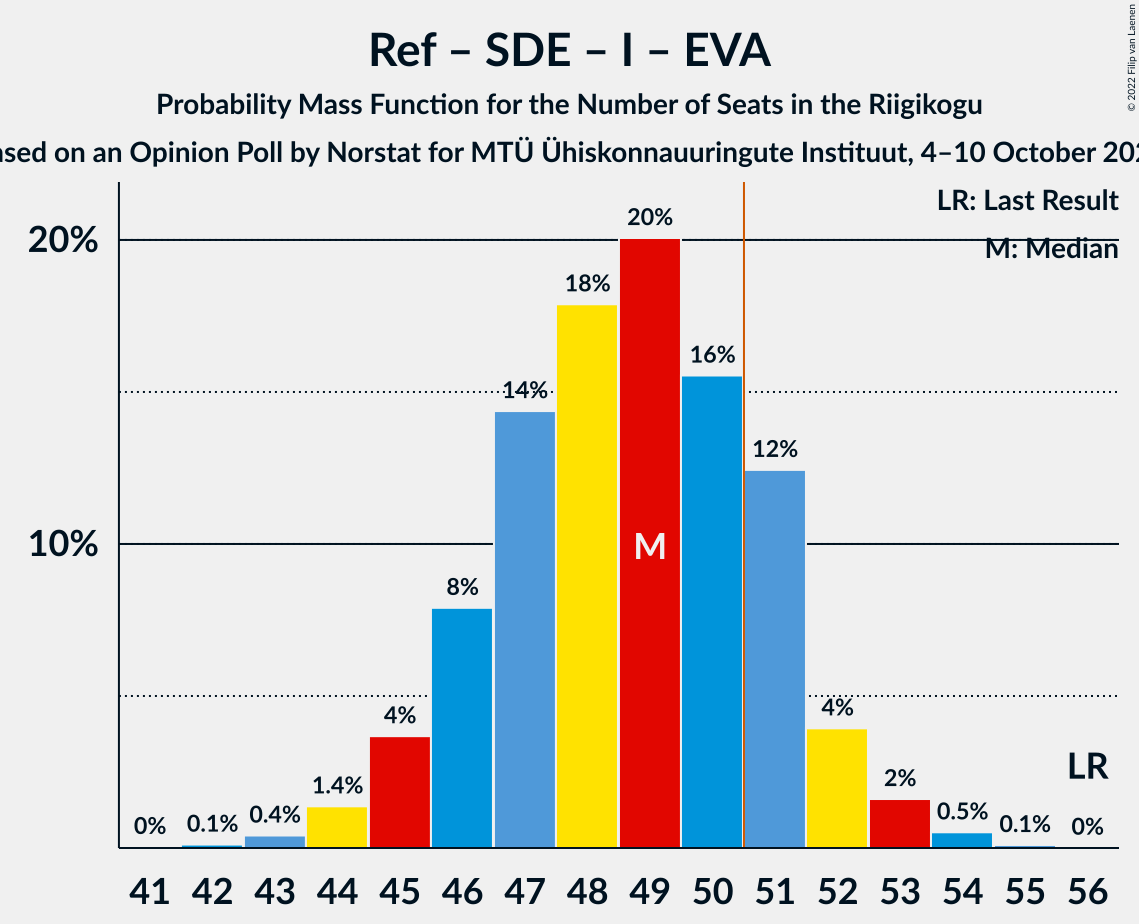 Ref – SDE – I – EVA
Probability Mass Function for the Number of Seats in the Riigikogu
on an Opinion Poll by Norstat for MTÜ Ühiskonnauuringute Instituut, 4–10 October
© 2022 Filip van Laenen
LR: Last Result
M: Median
20%
10%
0% 0.1% 0.4% 1.4% 4% 8% 14% 18% 20% 16% 12% 4% 2% 0.5% 0.1% 0%
M
LR
41 42 43 44 45 46 47 48 49 50 51 52 53 54 55 56